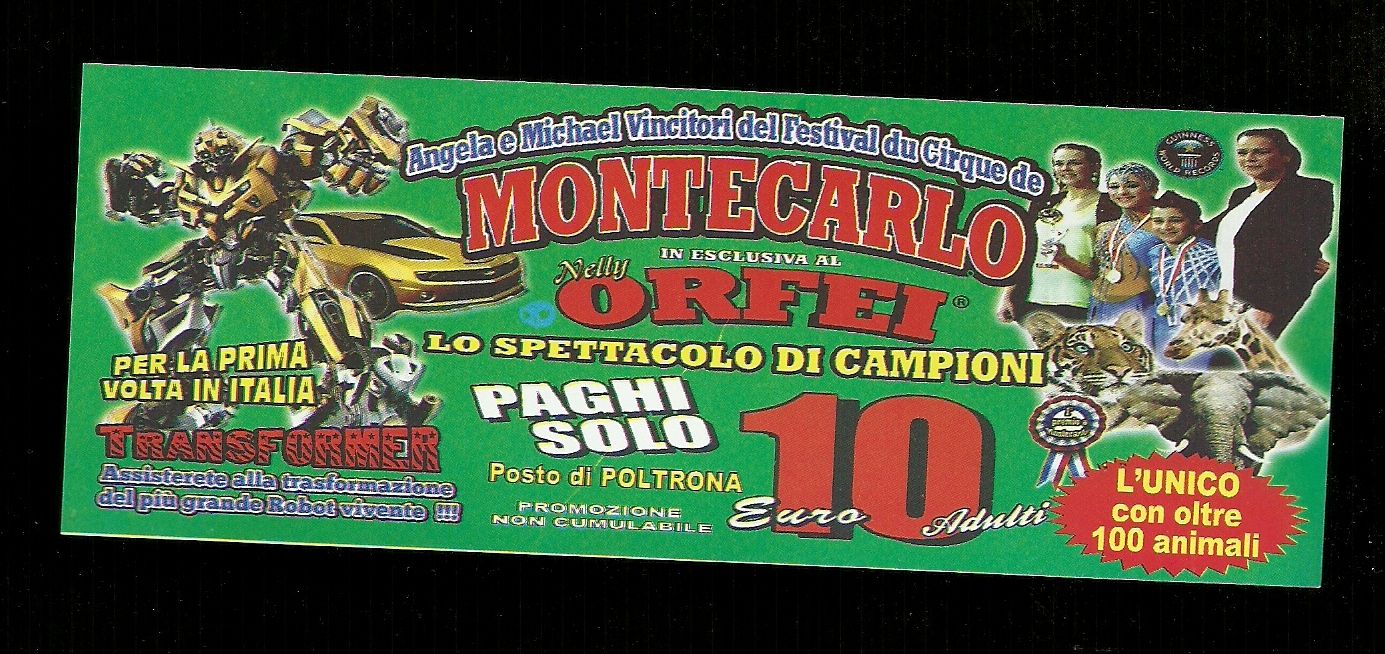 Angela e Michael Vincitori del Festival du Cirque de
MONTECARLO
IN ESCLUSIVA AL
Nelly
ORFEI®
LO SPETTACOLO DI CAMPIONI
GUINNESS
WORLD RECORDS
PER LA PRIMA
VOLTA IN ITALIA
TRANSFORMER
Assisterete alla trasformazione
del più grande Robot vivente !!!
PAGHI
SOLO
Posto di POLTRONA
PROMOZIONE
NON CUMULABILE
Euro 10 Adulti
1°
premio
L'UNICO
con oltre
100 animali